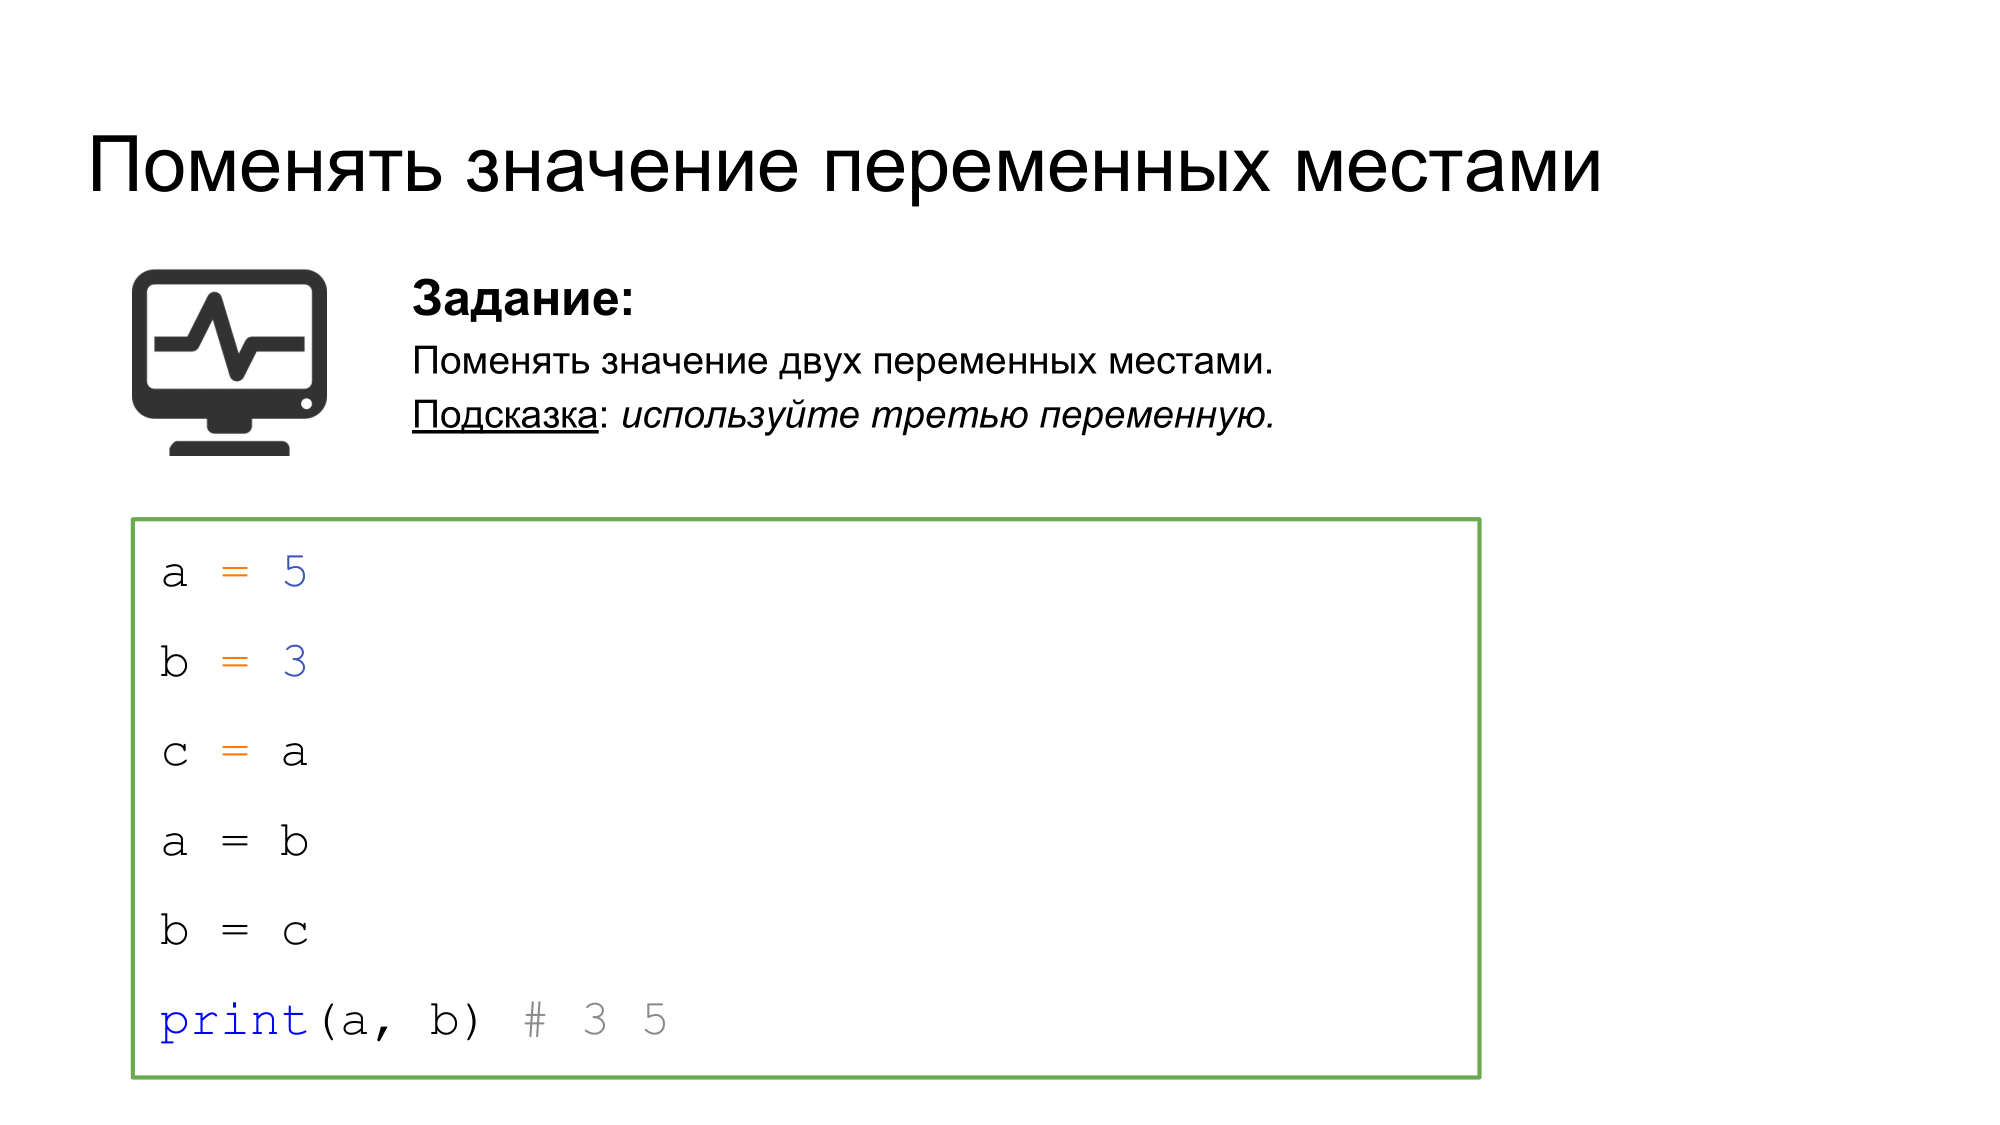 Поменять значение переменных местами
Задание:
Поменять значение двух переменных местами.
Подсказка: используйте третью переменную.
a = 5
b = 3
c = a
a = b
b = c
print(a, b) # 3 5